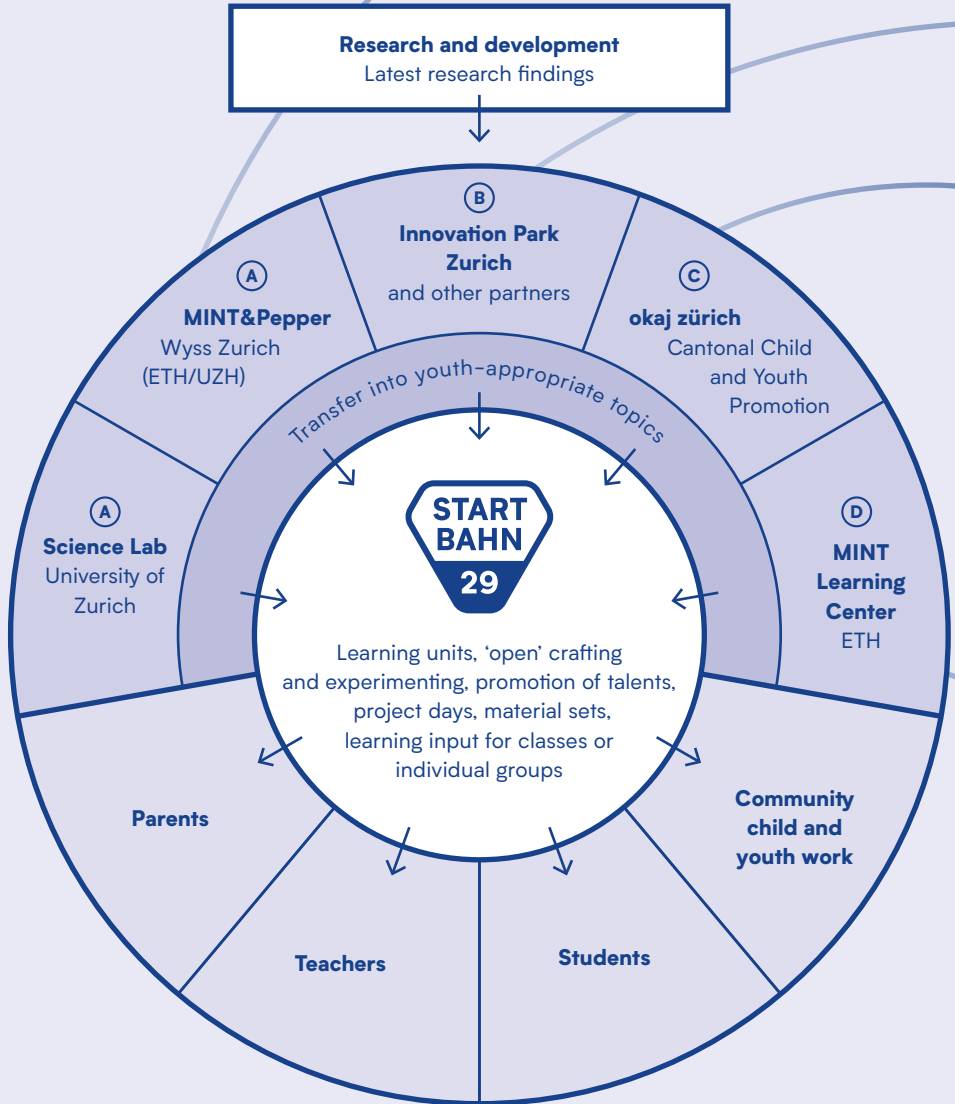 Research and development
Latest research findings
B
Innovation Park
Zurich
and other partners
A
MINT&Pepper
Wyss Zurich
(ETH/UZH)
C
okaj zürich
Cantonal Child
and Youth
Promotion
Transfer into youth-appropriate topics
A
Science Lab
University of
Zurich
D
MINT
Learning
Center
ETH
START
BAHN
29
Learning units, ‘open’ crafting
and experimenting, promotion of talents,
project days, material sets,
learning input for classes or
individual groups
Parents
Teachers
Students
Community
child and
youth work